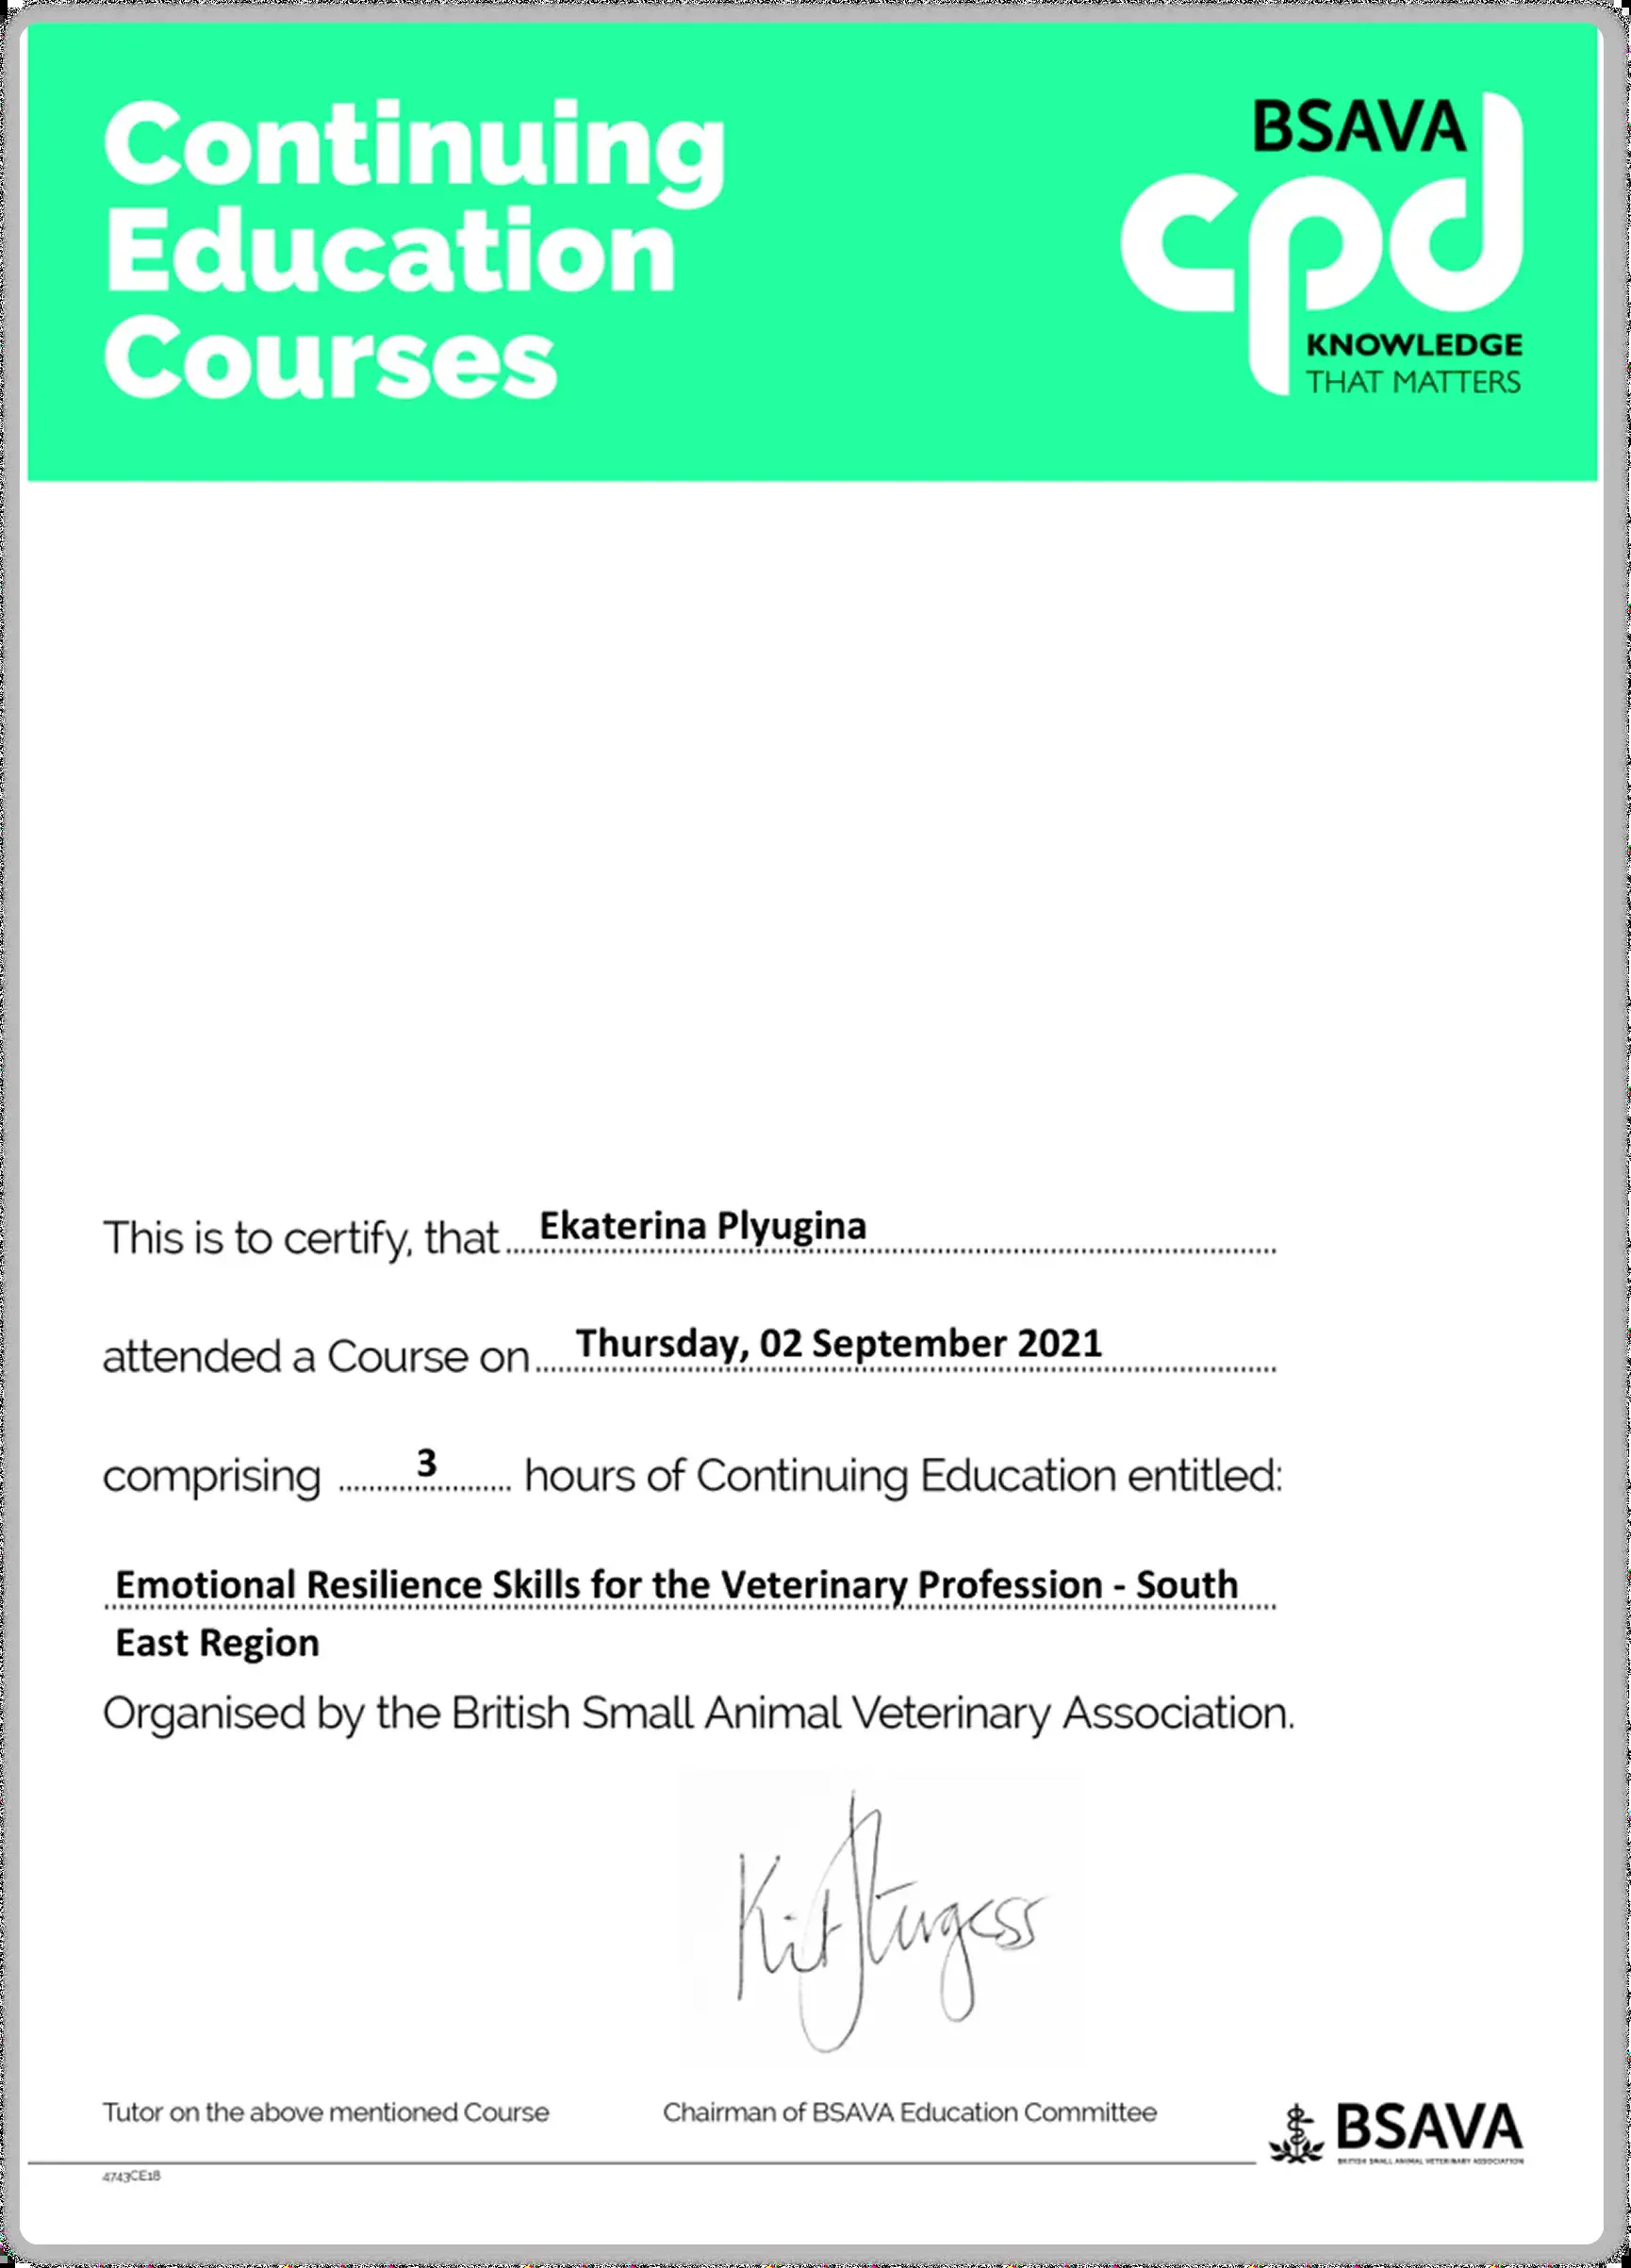 Continuing
Education
Courses
BSAVA
cpd
KNOWLEDGE
THAT MATTERS
This is to certify, that Ekaterina Plyugina
attended a Course on Thursday, 02 September 2021
comprising 3 hours of Continuing Education entitled:
Emotional Resilience Skills for the Veterinary Profession - South
East Region
Organised by the British Small Animal Veterinary Association.
Kit Sturgess
Tutor on the above mentioned Course
Chairman of BSAVA Education Committee
BSAVA
BRITISH SMALL ANIMAL VETERINARY ASSOCIATION
4743CE18